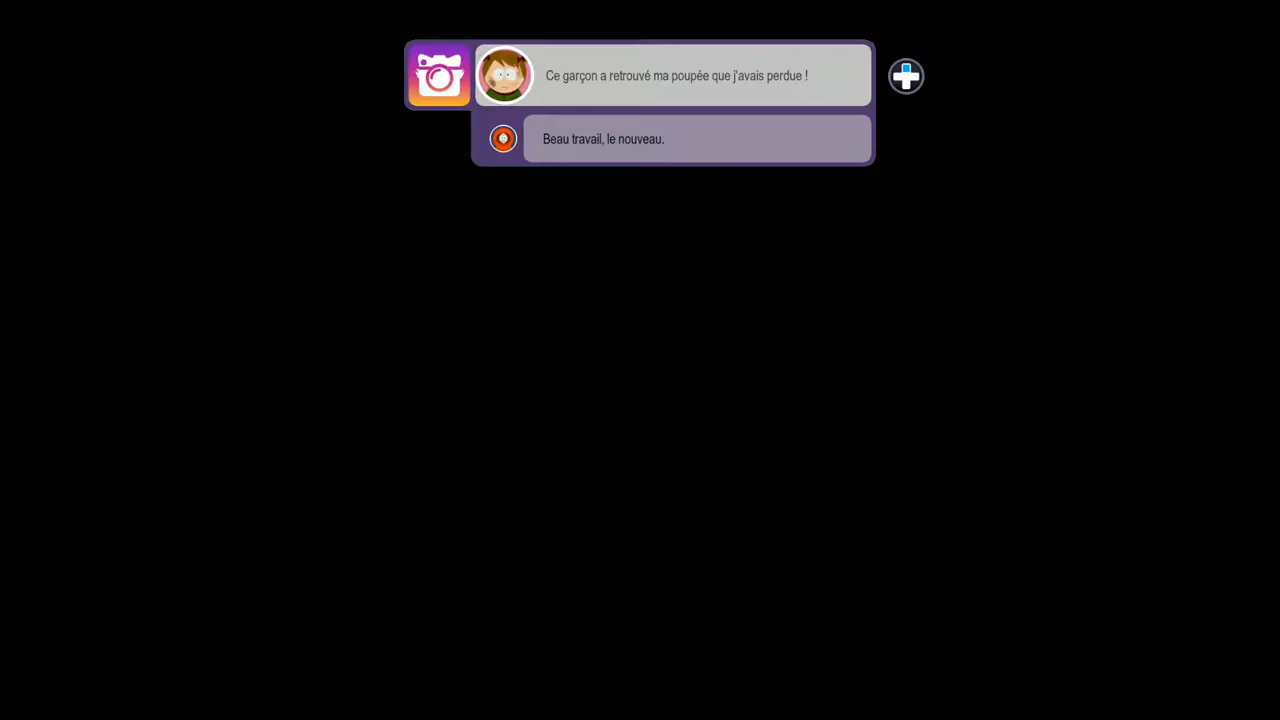 Ce garçon a retrouvé ma poupée que j'avais perdue !
Beau travail, le nouveau.